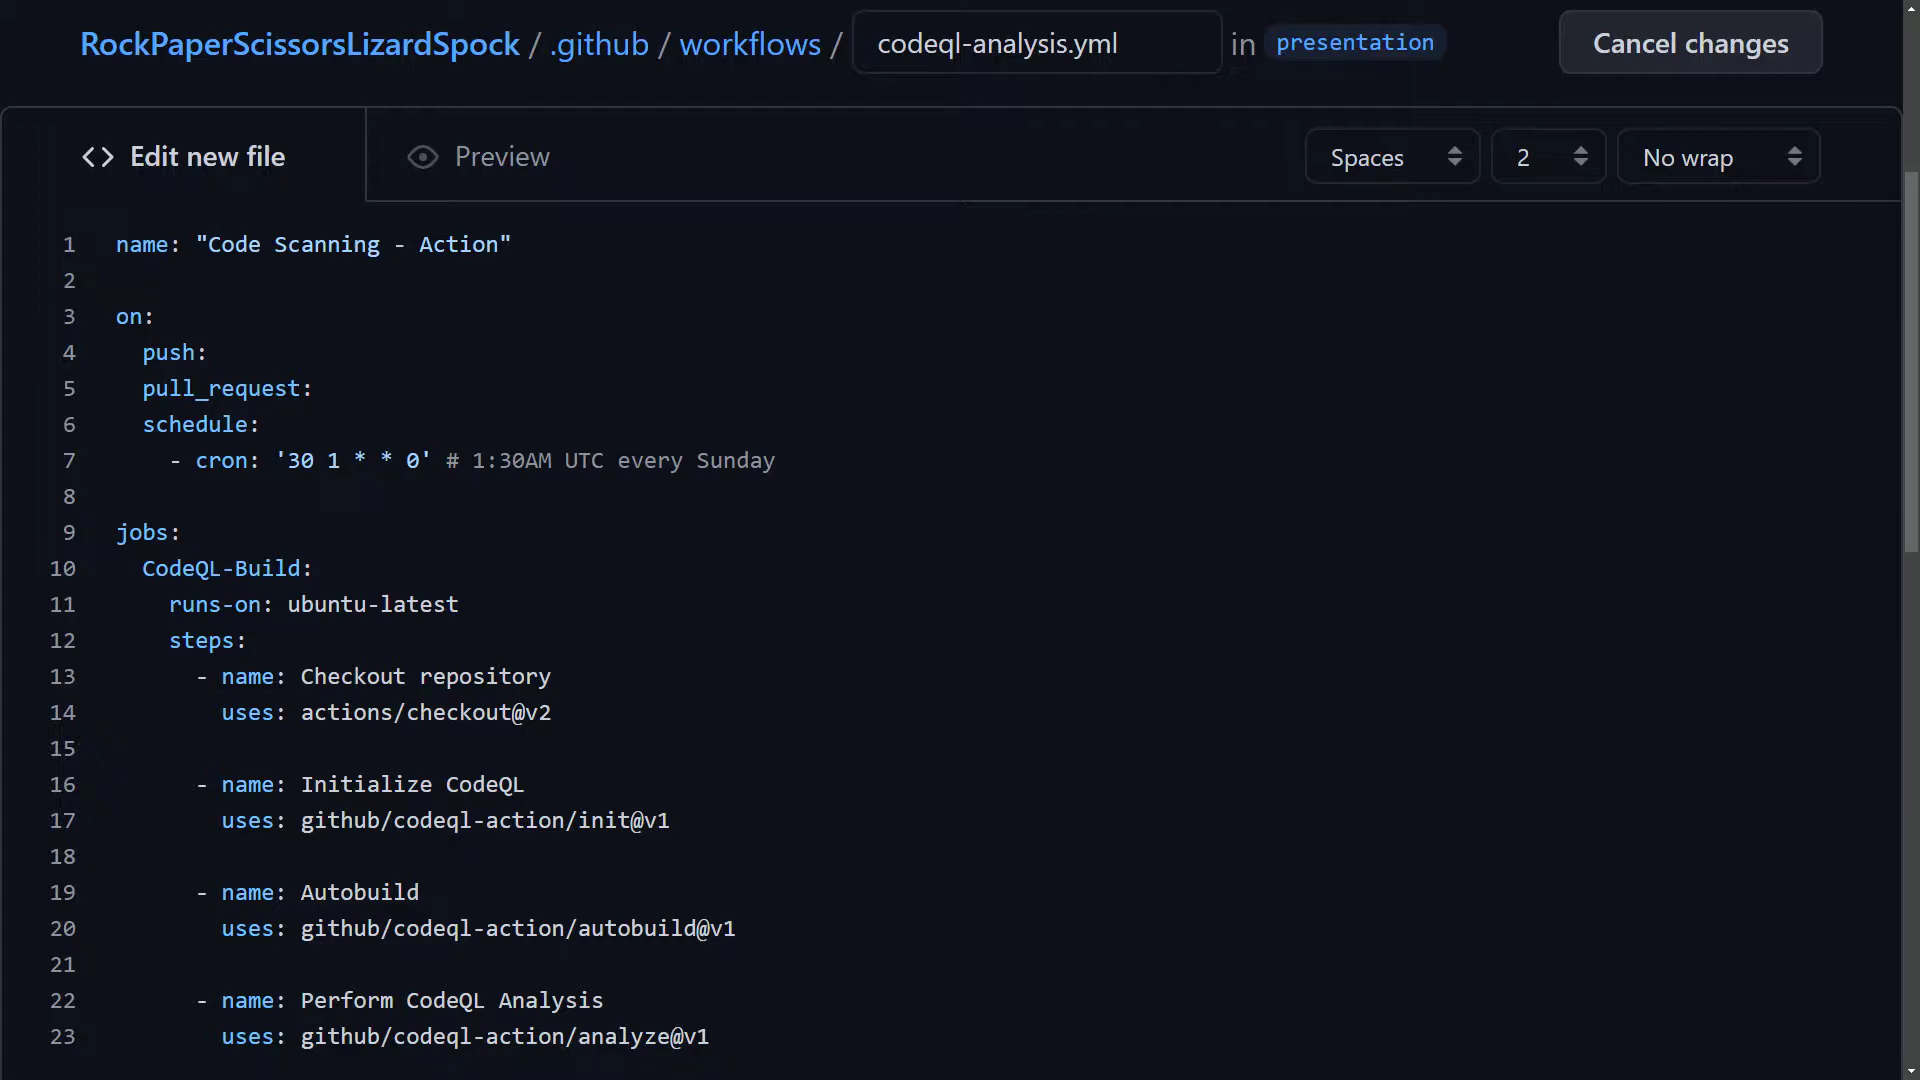 RockPaperScissorsLizardSpock / .github / workflows / codeql-analysis.yml in presentation Cancel changes
<> Edit new file Preview Spaces 2 No wrap
1 name: "Code Scanning - Action"
2
3 on:
4   push:
5   pull_request:
6   schedule:
7     - cron: '30 1 * * 0' # 1:30AM UTC every Sunday
8
9 jobs:
10   CodeQL-Build:
11     runs-on: ubuntu-latest
12     steps:
13       - name: Checkout repository
14         uses: actions/checkout@v2
15
16       - name: Initialize CodeQL
17         uses: github/codeql-action/init@v1
18
19       - name: Autobuild
20         uses: github/codeql-action/autobuild@v1
21
22       - name: Perform CodeQL Analysis
23         uses: github/codeql-action/analyze@v1